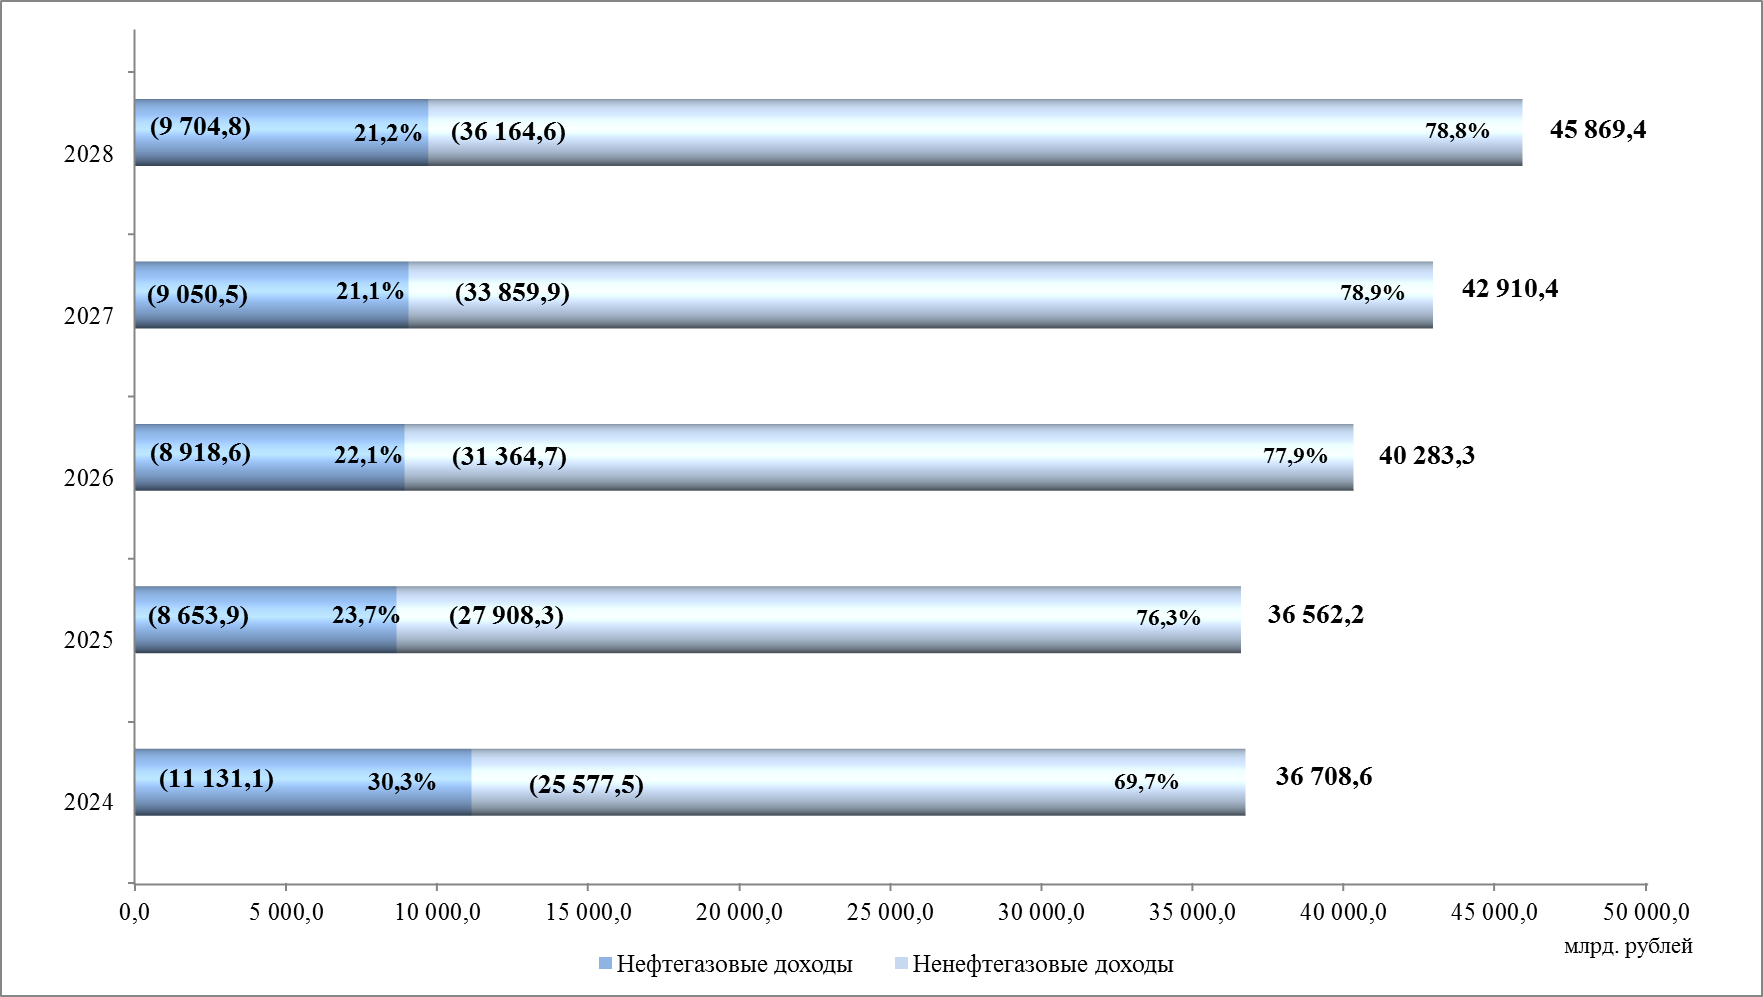 2028
(9 704,8) 21,2% (36 164,6) 78,8% 45 869,4
2027
(9 050,5) 21,1% (33 859,9) 78,9% 42 910,4
2026
(8 918,6) 22,1% (31 364,7) 77,9% 40 283,3
2025
(8 653,9) 23,7% (27 908,3) 76,3% 36 562,2
2024
(11 131,1) 30,3% (25 577,5) 69,7% 36 708,6
0,0 5 000,0 10 000,0 15 000,0 20 000,0 25 000,0 30 000,0 35 000,0 40 000,0 45 000,0 50 000,0
млрд. рублей
Нефтегазовые доходы Ненефтегазовые доходы